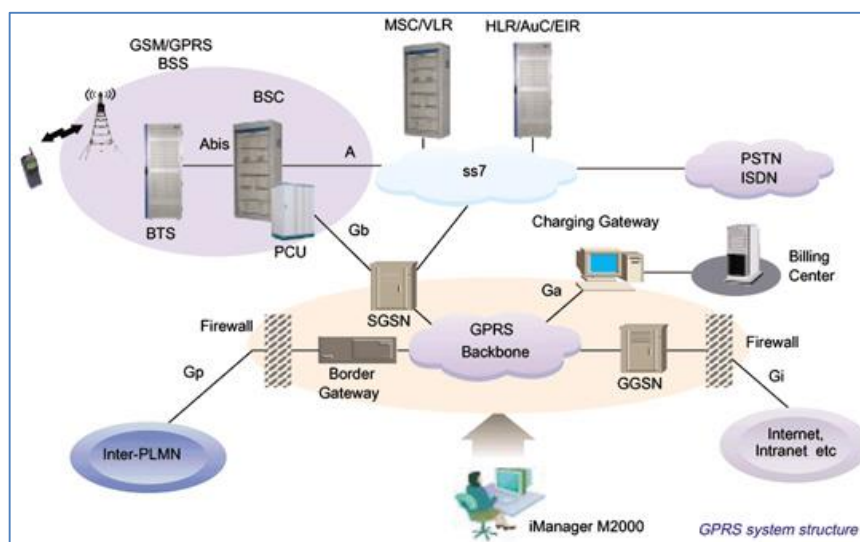 MSC/VLR
HLR/AuC/EIR
GSM/GPRS
BSS
BSC
Abis
A
ss7
PSTN
ISDN
BTS
PCU
Gb
Charging Gateway
Billing
Center
Ga
SGSN
Firewall
GPRS
Backbone
Firewall
Border
Gateway
GGSN
Gp
Gi
Inter-PLMN
Internet,
Intranet etc
iManager M2000
GPRS system structure